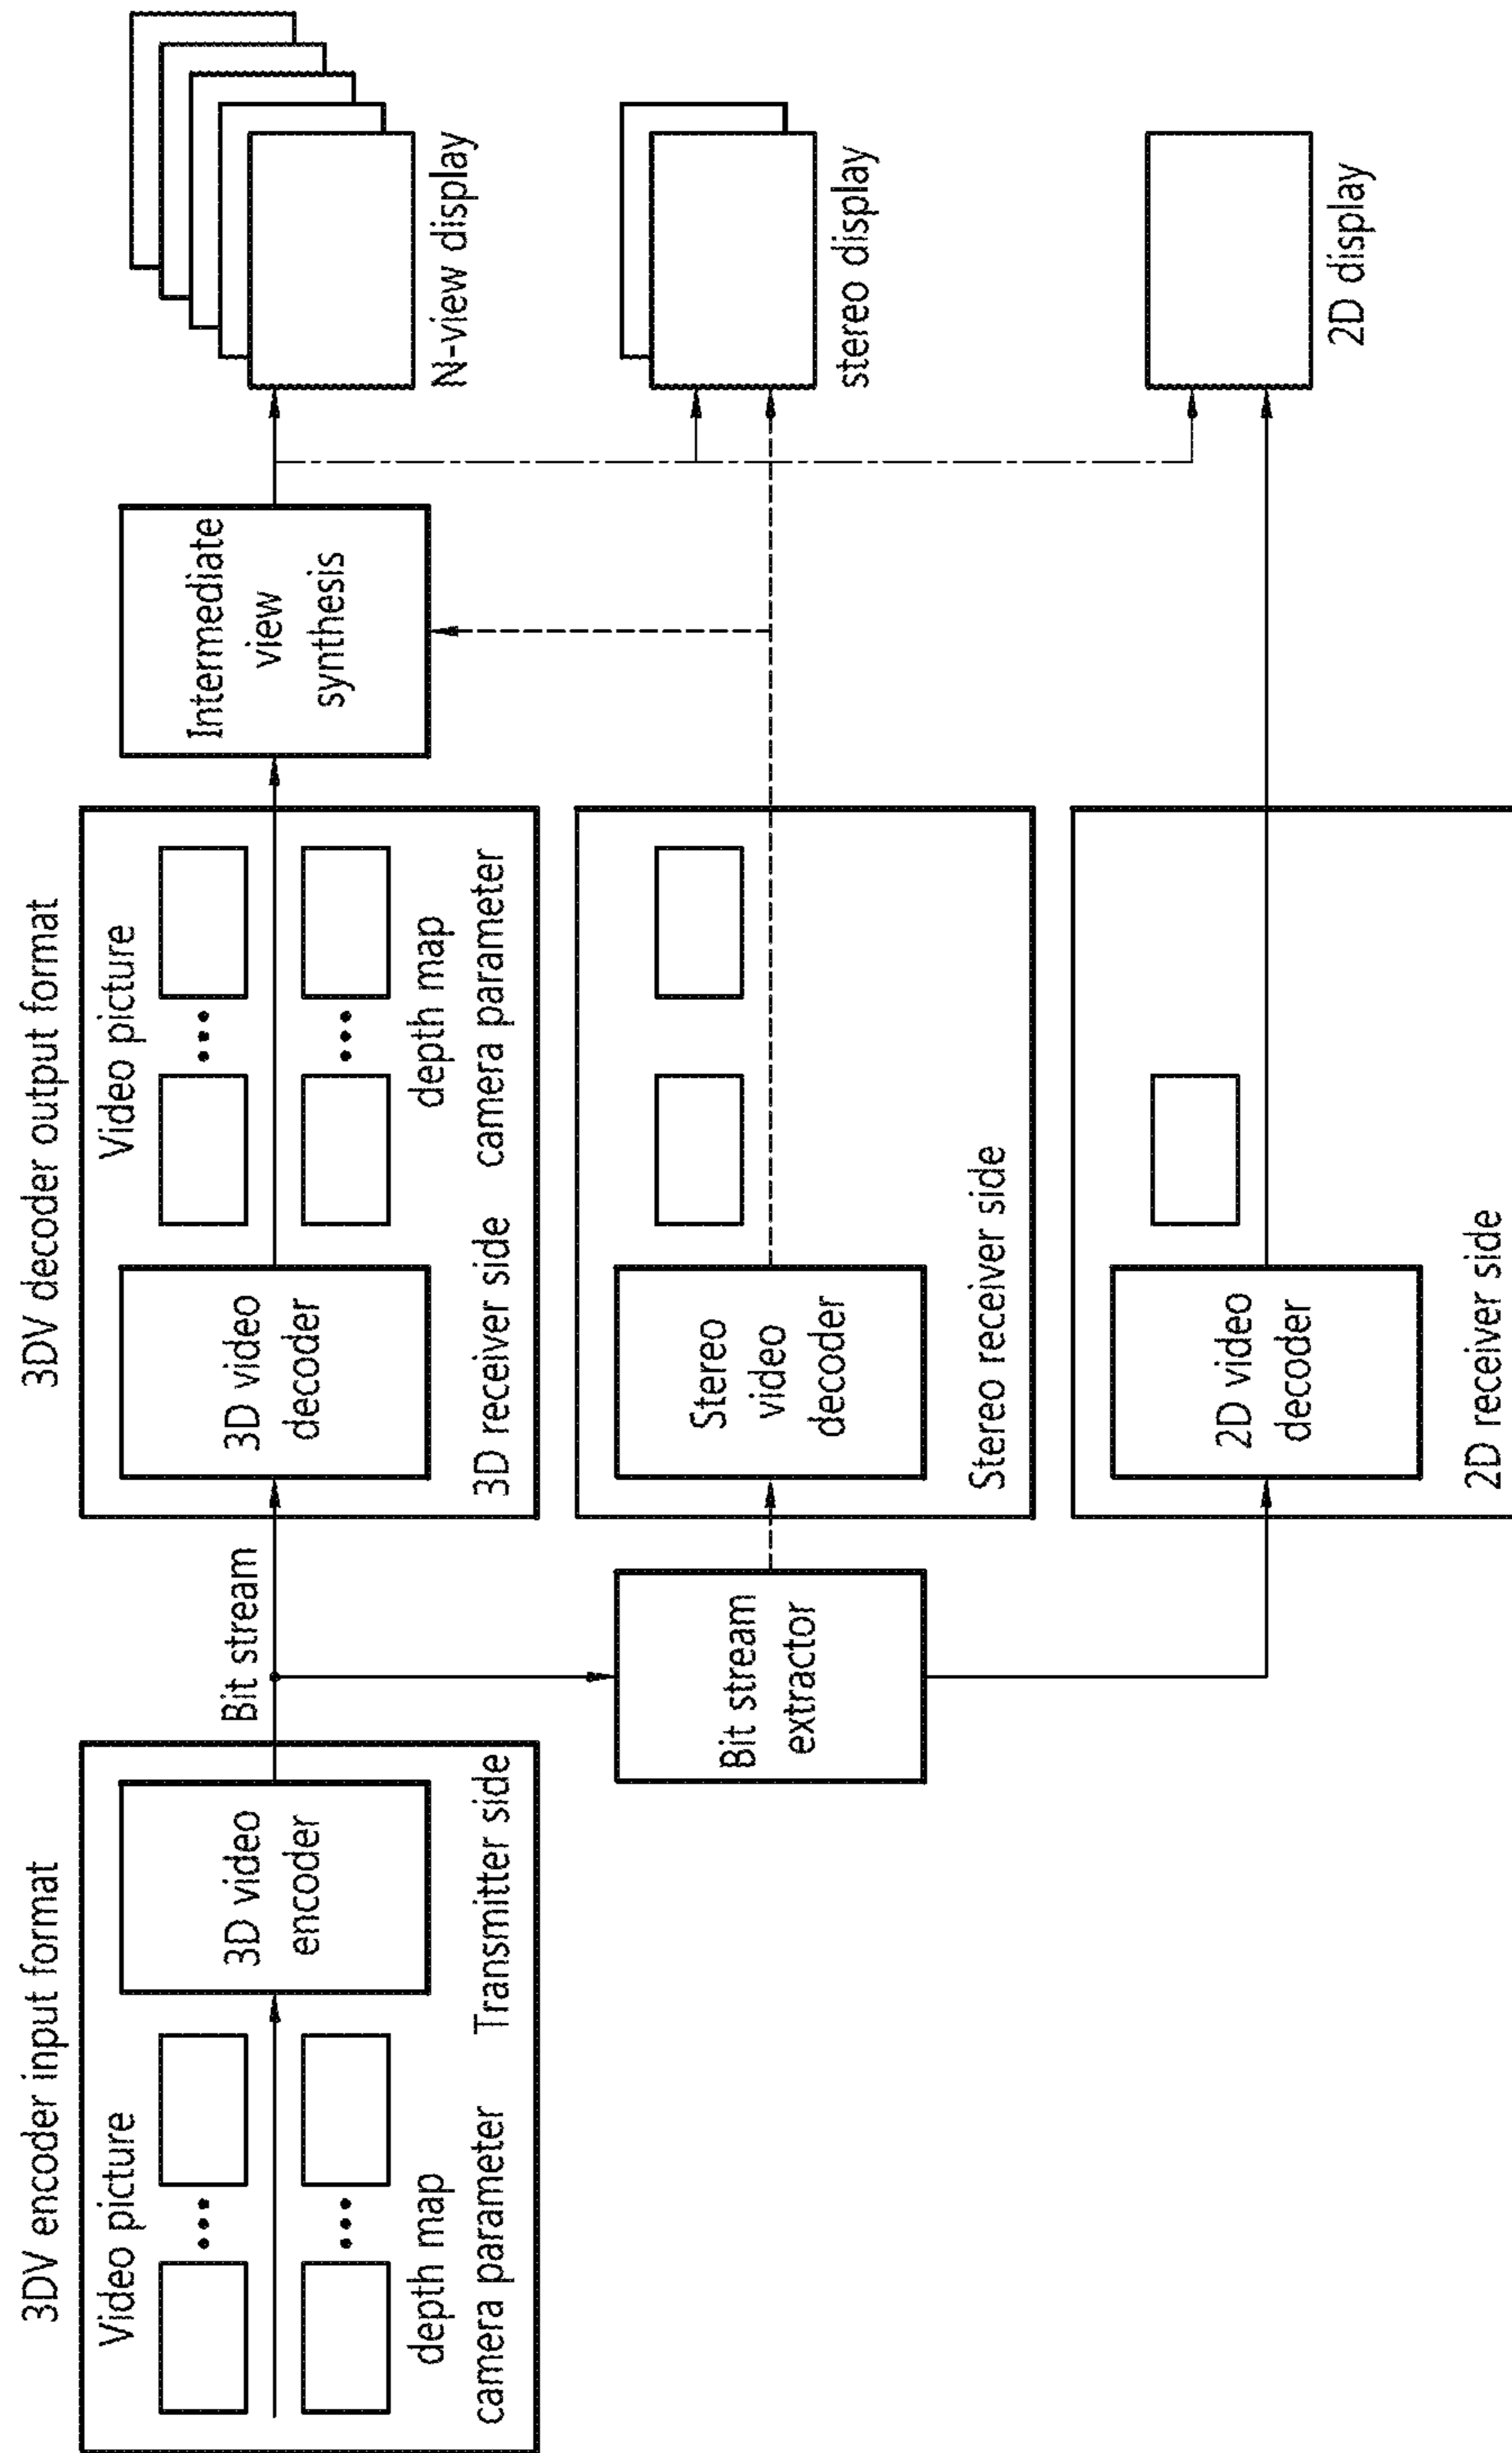 3DV encoder input format
Video picture
depth map
camera parameter
3D video
encoder
Transmitter side
Bit stream
Bit stream
extractor
3DV decoder output format
3D video
decoder
Video picture
depth map
3D receiver side
camera parameter
Stereo
video
decoder
Stereo receiver side
2D video
decoder
2D receiver side
Intermediate
view
synthesis
N-view display
stereo display
2D display